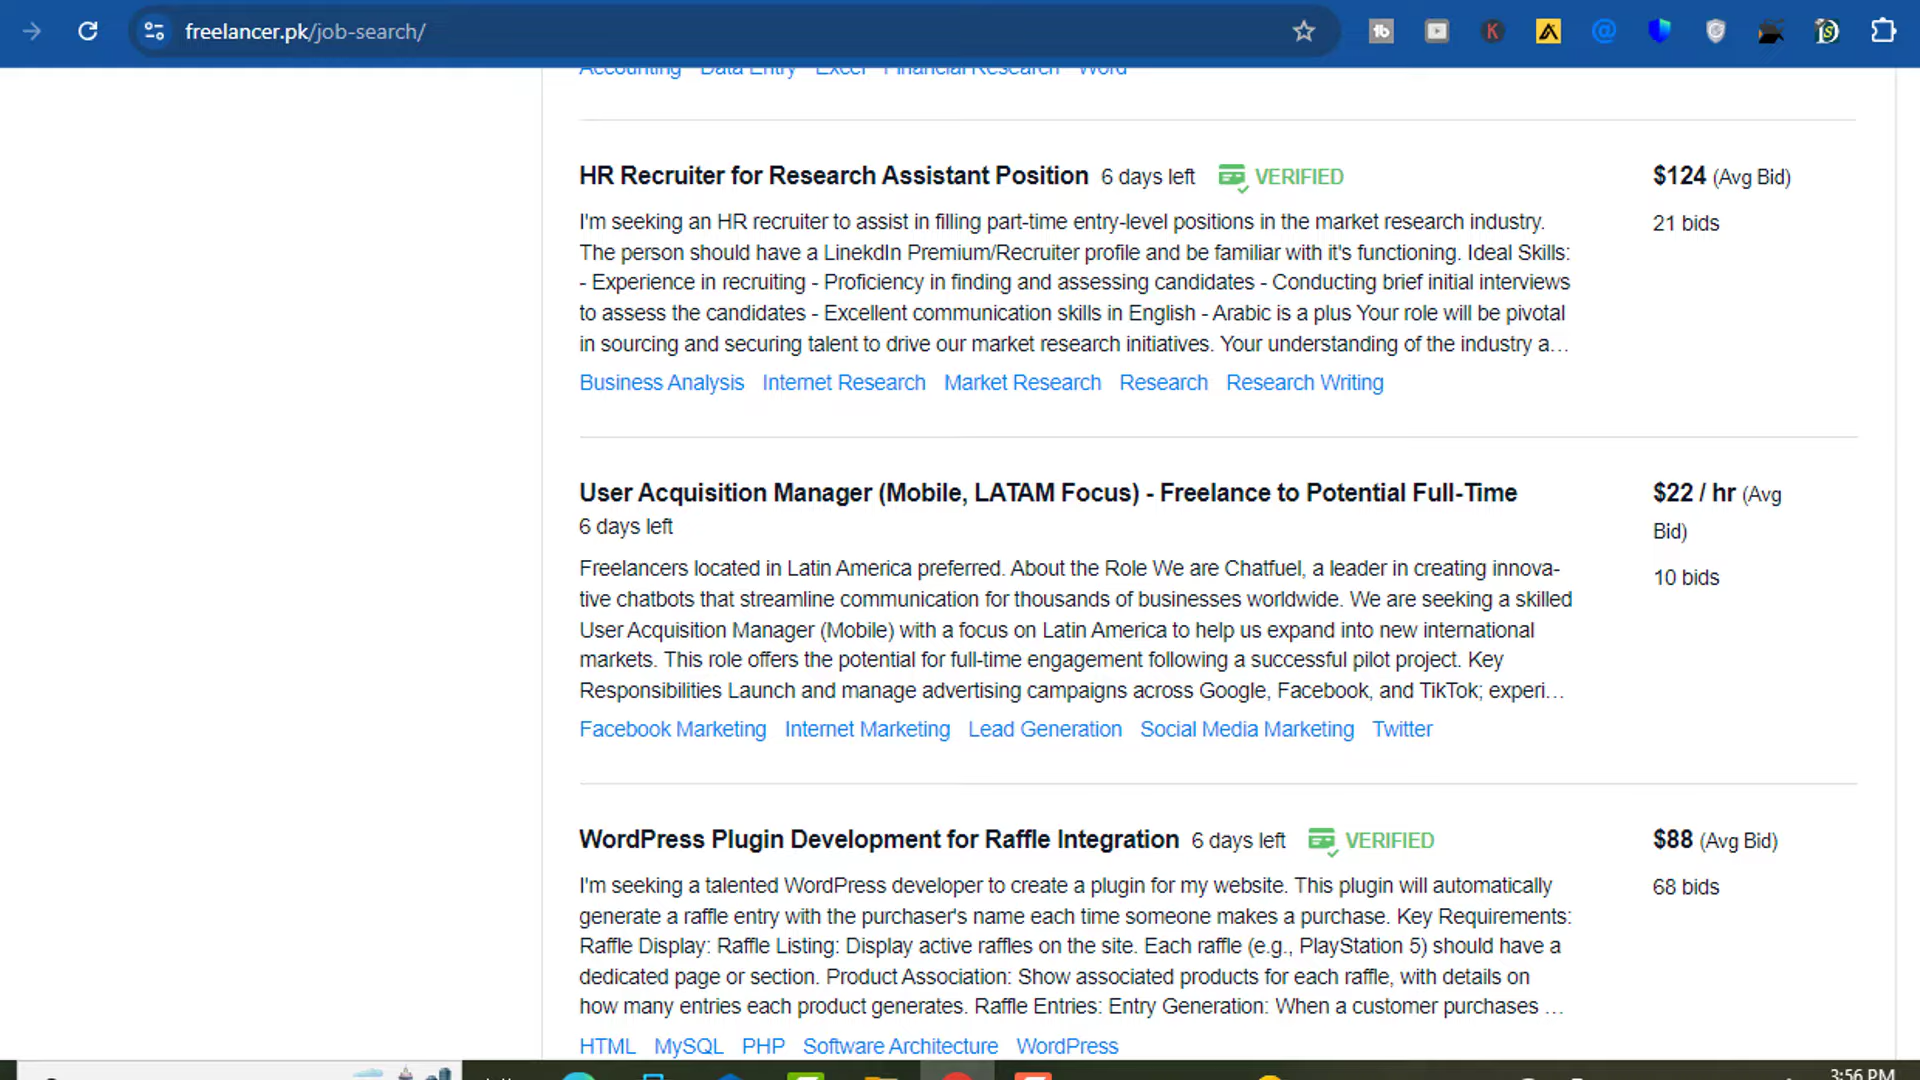 freelancer.pk/job-search/
Accounting Data Entry Excel Financial Research Word
HR Recruiter for Research Assistant Position 6 days left VERIFIED $124 (Avg Bid)
21 bids
I'm seeking an HR recruiter to assist in filling part-time entry-level positions in the market research industry.
The person should have a LinekdIn Premium/Recruiter profile and be familiar with it's functioning. Ideal Skills:
- Experience in recruiting - Proficiency in finding and assessing candidates - Conducting brief initial interviews
to assess the candidates - Excellent communication skills in English - Arabic is a plus Your role will be pivotal
in sourcing and securing talent to drive our market research initiatives. Your understanding of the industry a…
Business Analysis Internet Research Market Research Research Research Writing
User Acquisition Manager (Mobile, LATAM Focus) - Freelance to Potential Full-Time
6 days left
$22 / hr (Avg
Bid)
10 bids
Freelancers located in Latin America preferred. About the Role We are Chatfuel, a leader in creating innova-
tive chatbots that streamline communication for thousands of businesses worldwide. We are seeking a skilled
User Acquisition Manager (Mobile) with a focus on Latin America to help us expand into new international
markets. This role offers the potential for full-time engagement following a successful pilot project. Key
Responsibilities Launch and manage advertising campaigns across Google, Facebook, and TikTok; experi…
Facebook Marketing Internet Marketing Lead Generation Social Media Marketing Twitter
WordPress Plugin Development for Raffle Integration 6 days left VERIFIED $88 (Avg Bid)
68 bids
I'm seeking a talented WordPress developer to create a plugin for my website. This plugin will automatically
generate a raffle entry with the purchaser's name each time someone makes a purchase. Key Requirements:
Raffle Display: Raffle Listing: Display active raffles on the site. Each raffle (e.g., PlayStation 5) should have a
dedicated page or section. Product Association: Show associated products for each raffle, with details on
how many entries each product generates. Raffle Entries: Entry Generation: When a customer purchases …
HTML MySQL PHP Software Architecture WordPress
3:56 PM